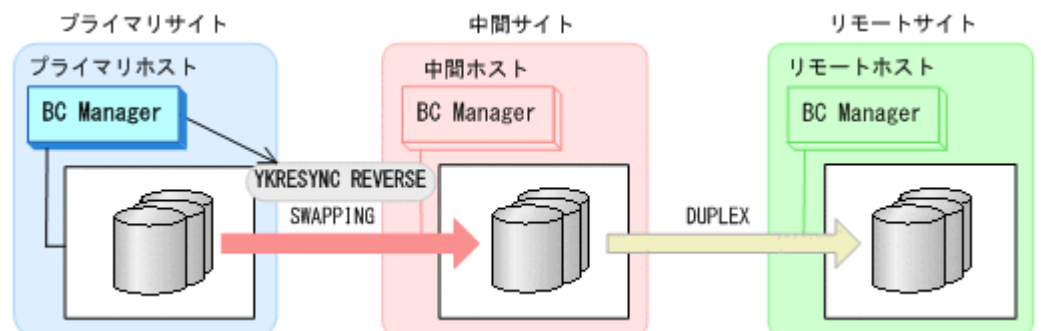 プライマリサイト
中間サイト
リモートサイト
プライマリホスト
中間ホスト
リモートホスト
BC Manager
BC Manager
BC Manager
YKRESYNC REVERSE
SWAPPING
DUPLEX